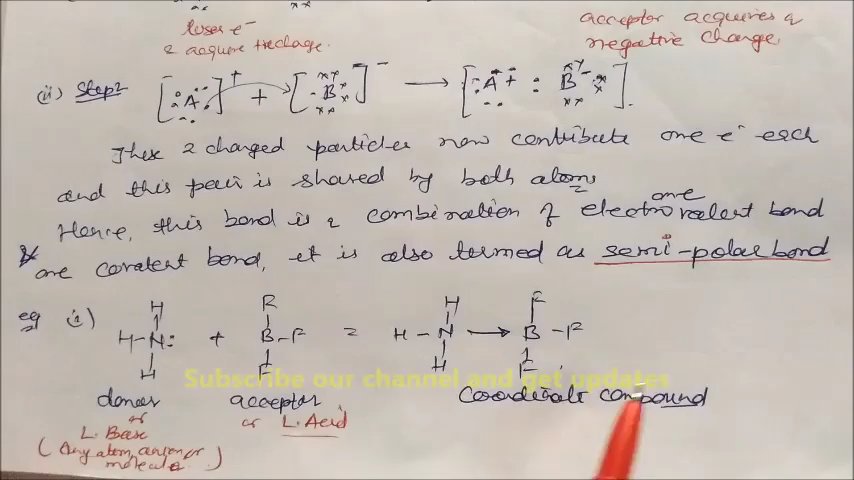 loses e⁻
& acquire +ve charge.
acceptor acquires a
negative charge
(ii) Step 2 [A]⁺ + [B]⁻ → [A⁺ : B⁻].
These 2 charged particles now contribute one e⁻ each
and this pair is shared by both atoms
Hence, this bond is a combination of one electrovalent bond
& one covalent bond, it is also termed as semi-polar bond
eg (1)
H H
H-N: + B-F = H-N → B-F
H F H F
donor acceptor Coordinate compound
or or L. Acid
L. Base
(Any atom, anion or
molecule)
Subscribe our channel and get updates